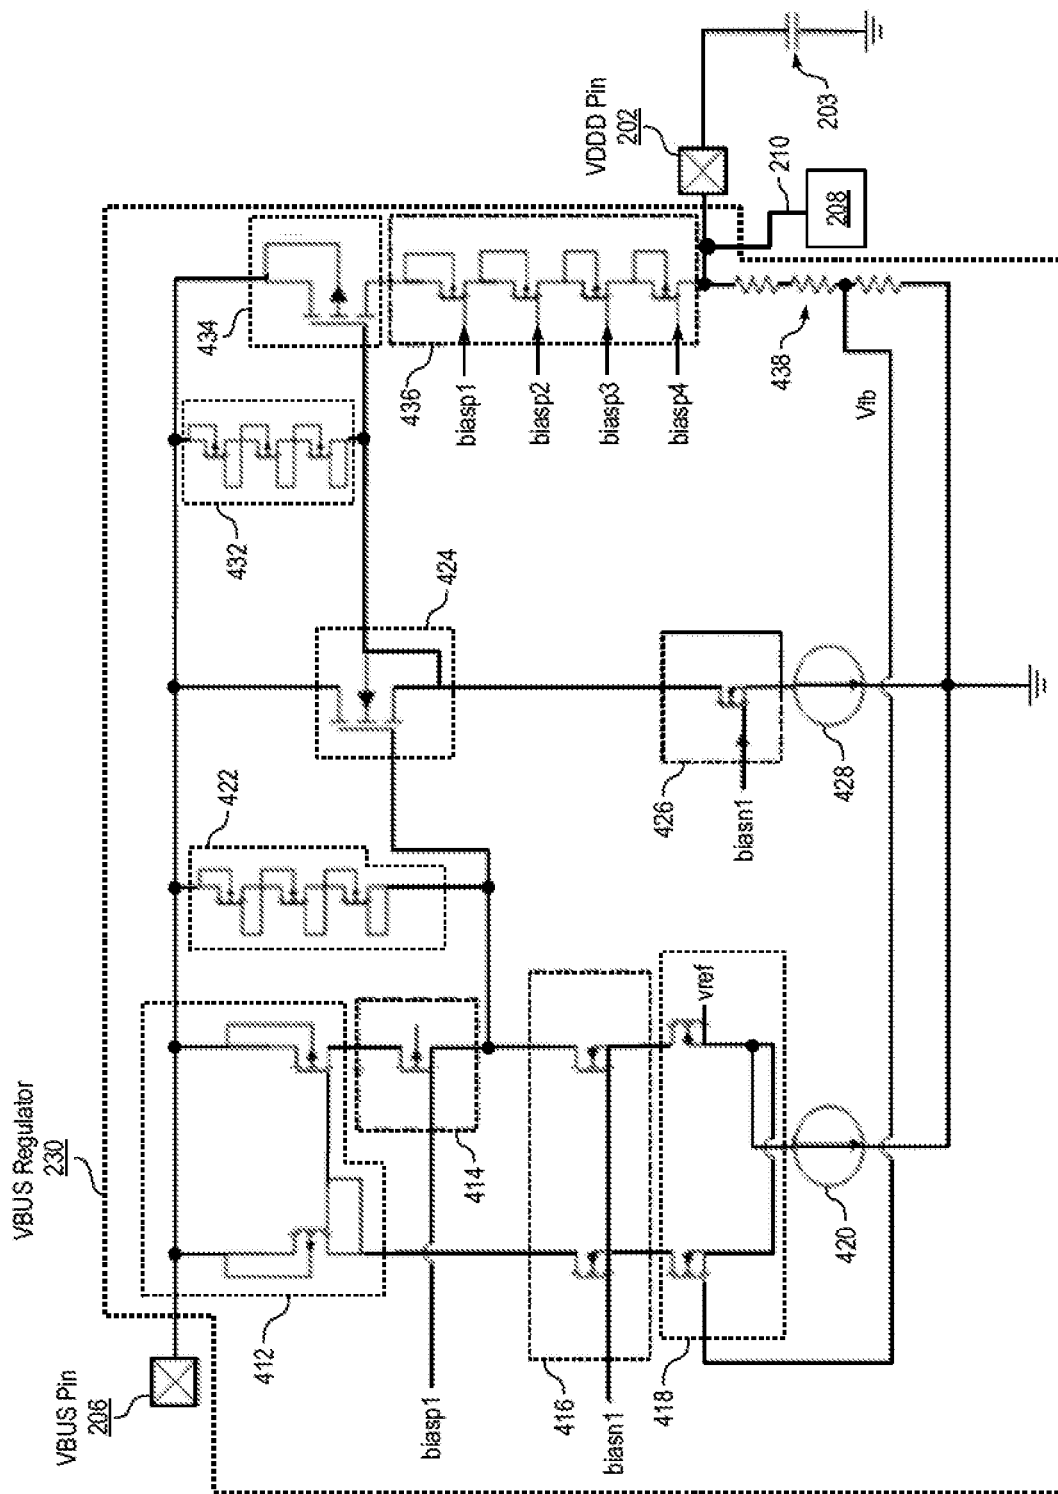 VBUS Regulator
230
VBUS Pin
206
412
biasp1
414
416
biasn1
418
vref
420
422
424
426
biasn1
428
432
434
436
biasp1
biasp2
biasp3
biasp4
438
Vfb
VDDD Pin
202
210
208
203